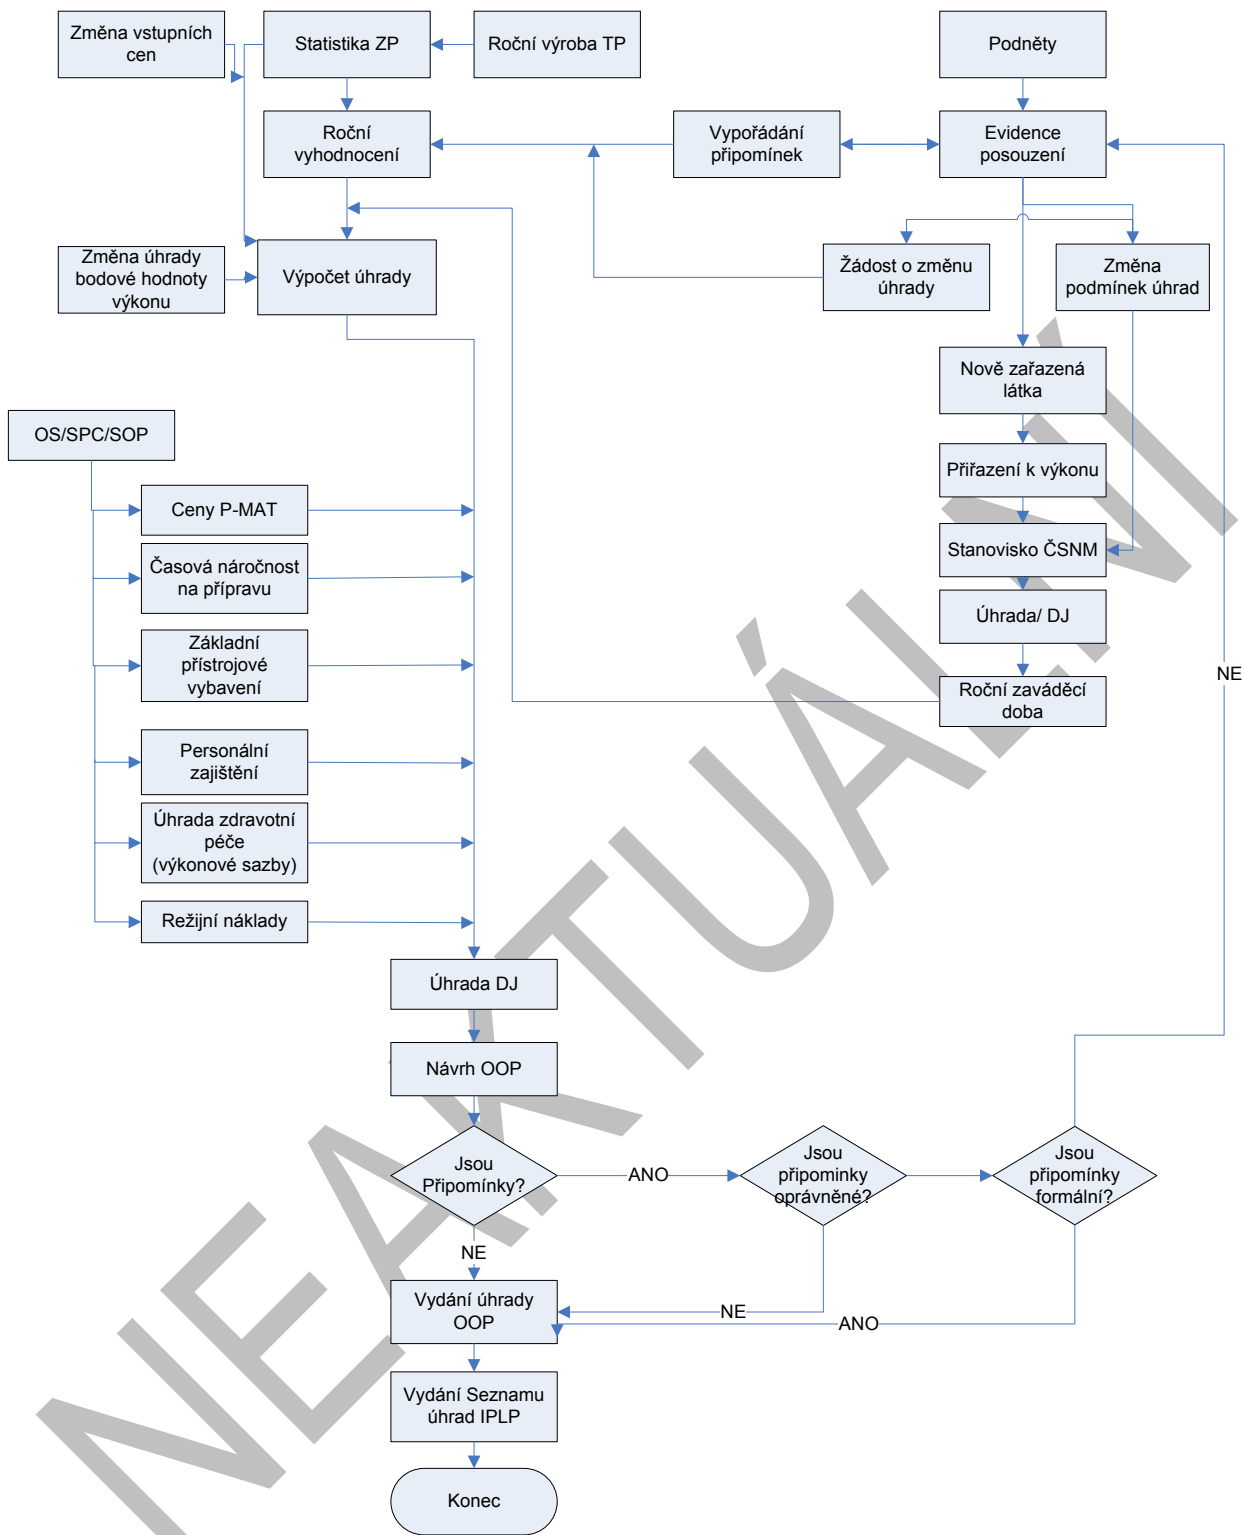 Změna vstupních
cen
Statistika ZP
Roční výroba TP
Podněty
Roční
vyhodnocení
Vypořádání
připomínek
Evidence
posouzení
Změna úhrady
bodové hodnoty
výkonu
Výpočet úhrady
Žádost o změnu
úhrady
Změna
podmínek úhrad
Nově zařazená
látka
OS/SPC/SOP
Přiřazení k výkonu
Ceny P-MAT
Stanovisko ČSNM
Časová náročnost
na přípravu
Úhrada/ DJ
Základní
přístrojové
vybavení
Roční zaváděcí
doba
NE
Personální
zajištění
Úhrada zdravotní
péče
(výkonové sazby)
Režijní náklady
Úhrada DJ
Návrh OOP
Jsou
Připomínky?
ANO
Jsou
připominky
oprávněné?
Jsou
připomínky
formální?
NE
Vydání úhrady
OOP
NE
ANO
Vydání Seznamu
úhrad IPLP
Konec
NEAKTUÁLNÍ